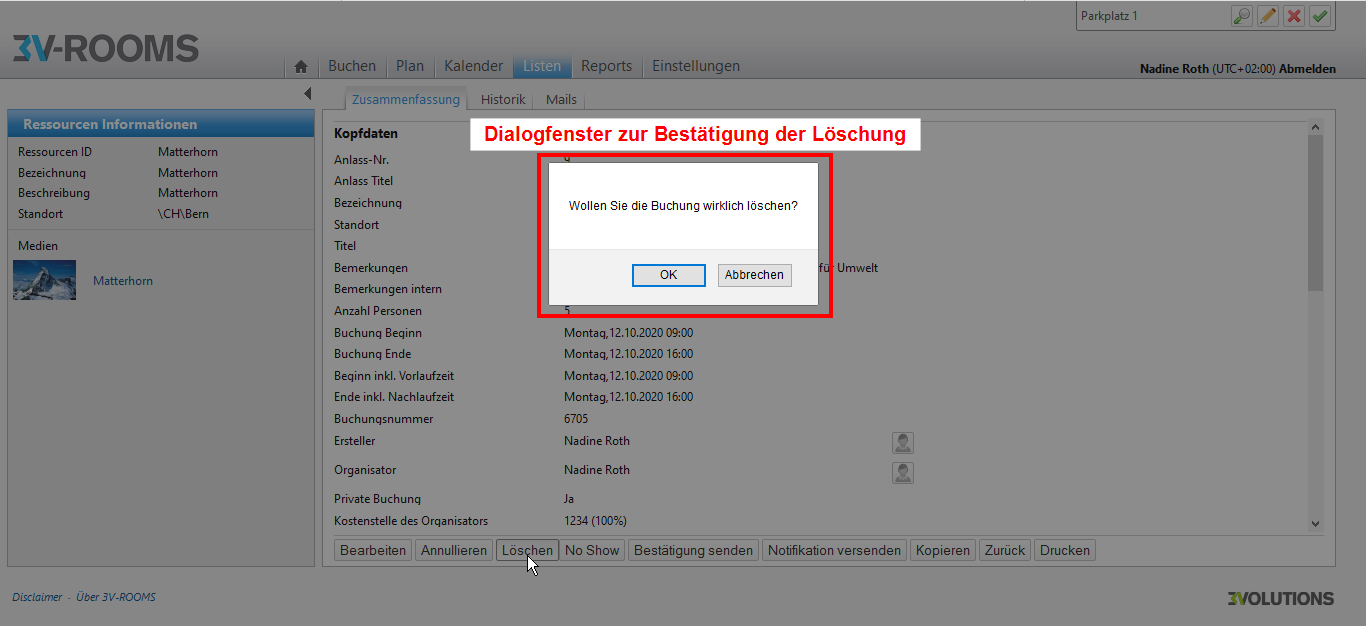 Parkplatz 1
3V-ROOMS
Buchen Plan Kalender Listen Reports Einstellungen
Nadine Roth (UTC+02:00) Abmelden
Zusammenfassung Historik Mails
Ressourcen Informationen
Ressourcen ID Matterhorn
Bezeichnung Matterhorn
Beschreibung Matterhorn
Standort \CH\Bern
Medien
Matterhorn
Kopfdaten
Dialogfenster zur Bestätigung der Löschung
Anlass-Nr. 9
Anlass Titel
Bezeichnung
Standort
Titel
Bemerkungen für Umwelt
Bemerkungen intern
Anzahl Personen 5
Wollen Sie die Buchung wirklich löschen?
OK Abbrechen
Buchung Beginn Montag,12.10.2020 09:00
Buchung Ende Montag,12.10.2020 16:00
Beginn inkl. Vorlaufzeit Montag,12.10.2020 09:00
Ende inkl. Nachlaufzeit Montag,12.10.2020 16:00
Buchungsnummer 6705
Ersteller Nadine Roth
Organisator Nadine Roth
Private Buchung Ja
Kostenstelle des Organisators 1234 (100%)
Bearbeiten Annullieren Löschen No Show Bestätigung senden Notifikation versenden Kopieren Zurück Drucken
Disclaimer - Über 3V-ROOMS
3VOLUTIONS